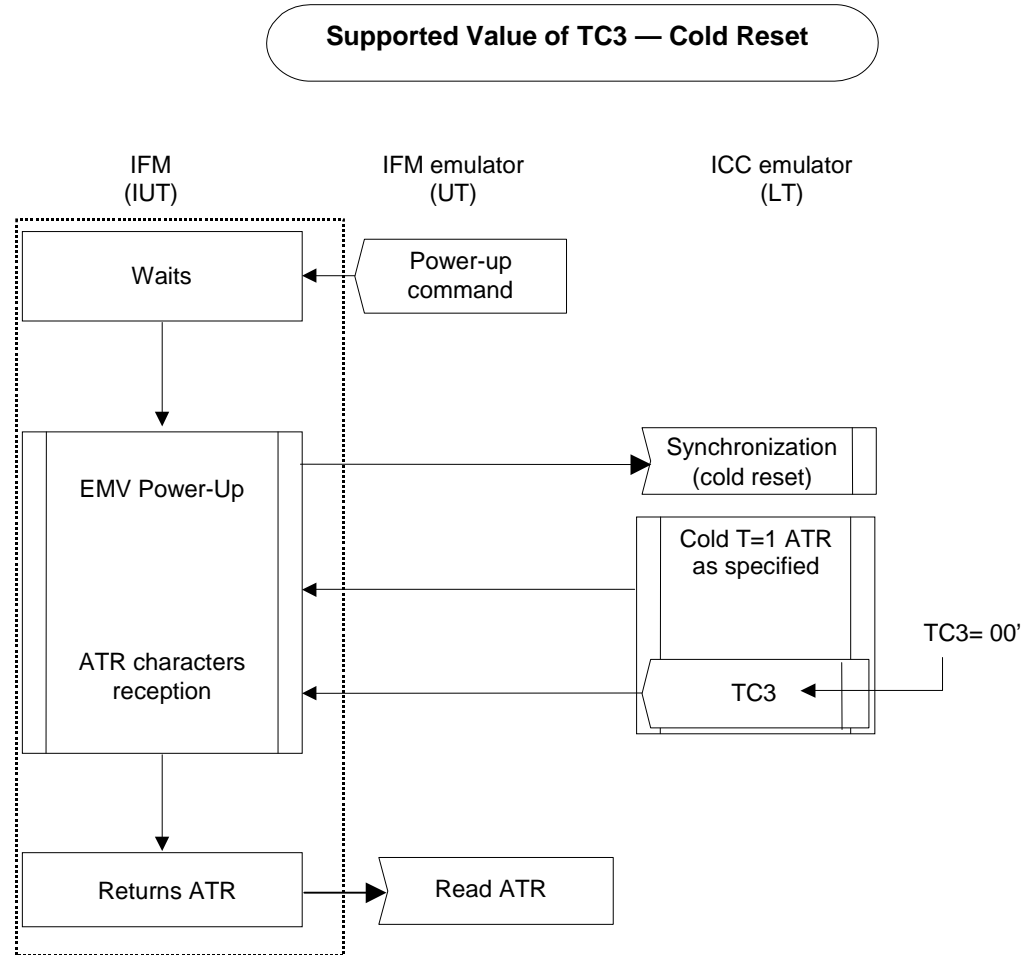 Supported Value of TC3 — Cold Reset
IFM
(IUT)
IFM emulator
(UT)
ICC emulator
(LT)
Waits
Power-up
command
EMV Power-Up
Synchronization
(cold reset)
Cold T=1 ATR
as specified
TC3= 00'
ATR characters
reception
TC3
Returns ATR
Read ATR